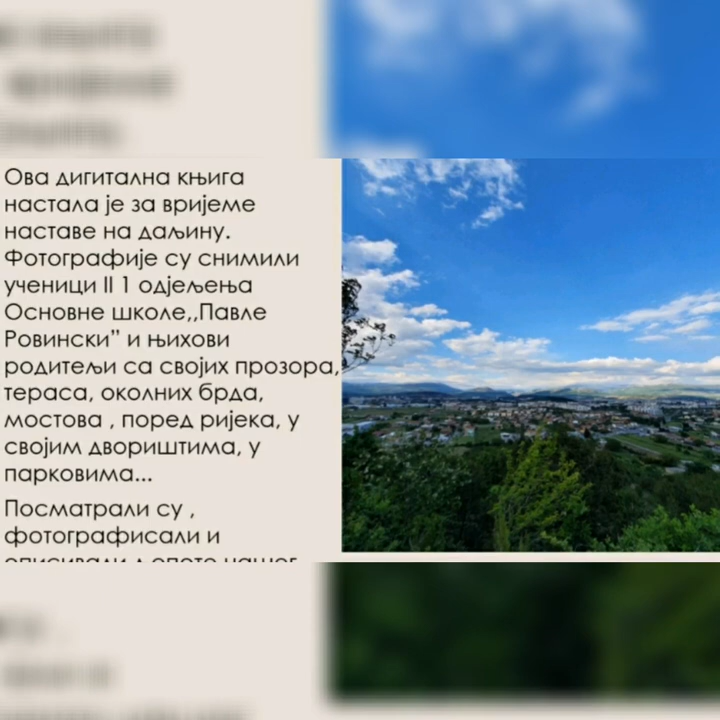 Ова дигитална књига
настала је за вријеме
наставе на даљину.
Фотографије су снимили
ученици II 1 одјељења
Основне школе,,Павле
Ровински” и њихови
родитељи са својих прозора,
тераса, околних брда,
мостова , поред ријека, у
својим двориштима, у
парковима...
Посматрали су ,
фотографисали и